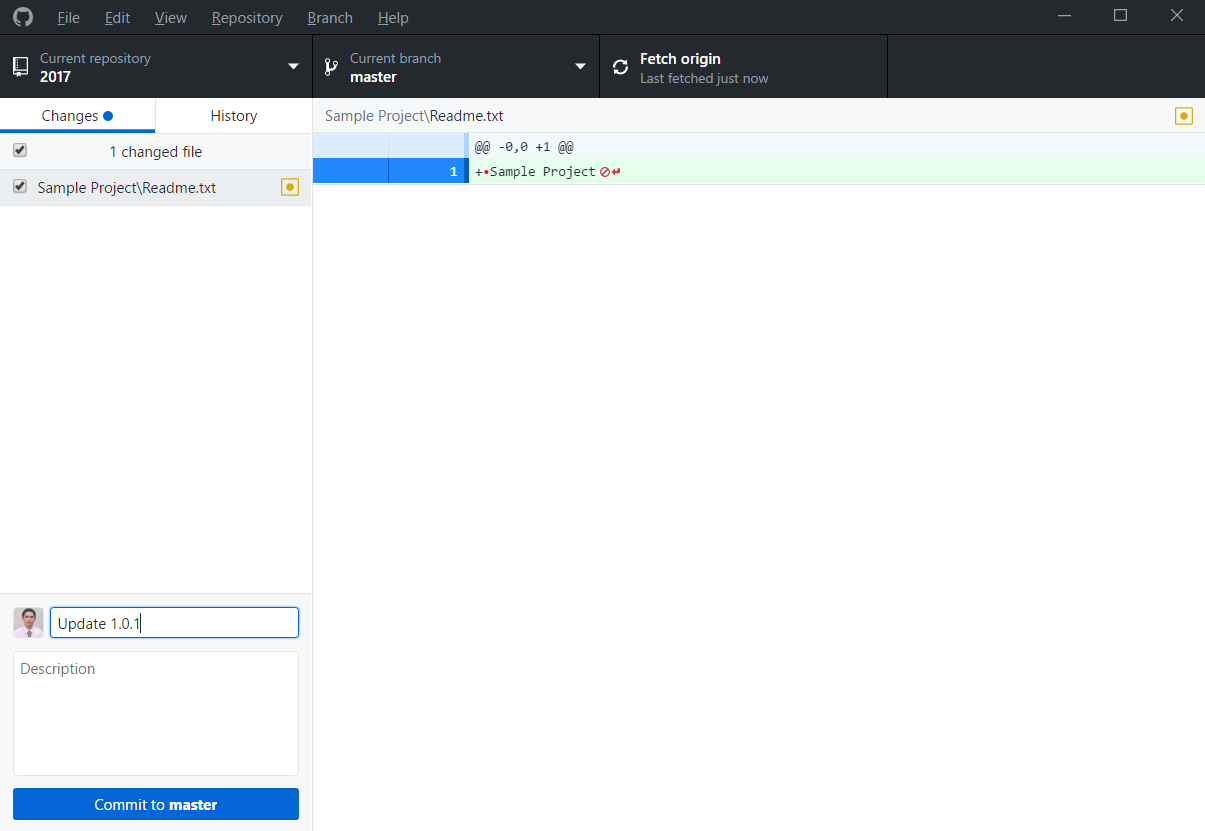 File Edit View Repository Branch Help
Current repository
2017
Current branch
master
Fetch origin
Last fetched just now
Changes History
1 changed file
Sample Project\Readme.txt
Sample Project\Readme.txt
@@ -0,0 +1 @@
1 +•Sample Project
Update 1.0.1
Description
Commit to master